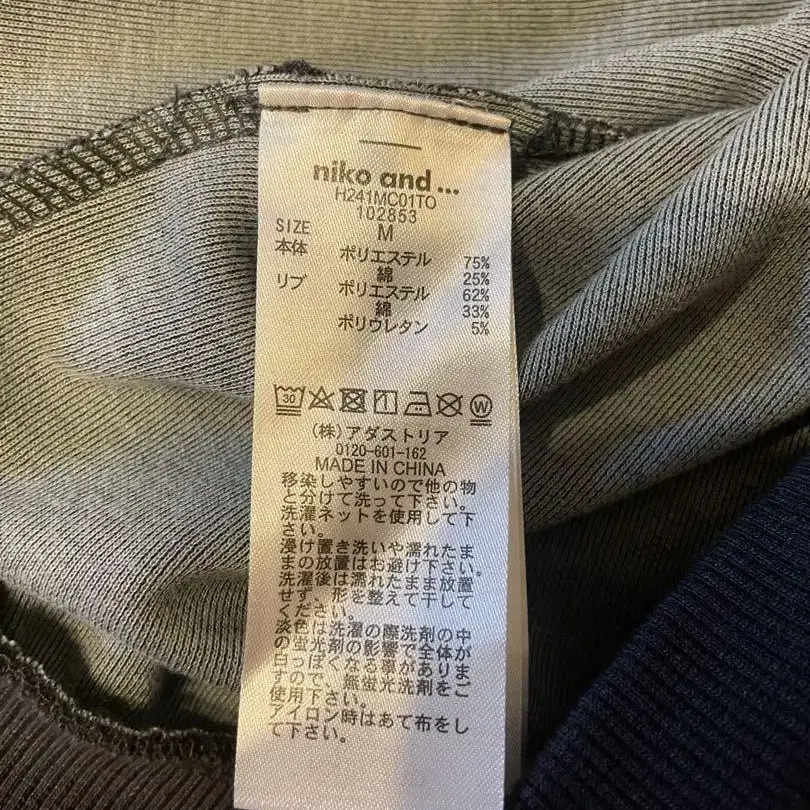 niko and ...
H241MC01TO
102853
SIZE M
本体 ポリエステル 75%
綿 25%
リブ ポリエステル 62%
綿 33%
ポリウレタン 5%
30
W
(株)アダストリア
0120-601-162
MADE IN CHINA
移染しやすいので他の物
と分けて洗って下さい。
洗濯ネットを使用して下
さい。
浸け置き洗いや濡れたま
まの放置はお避け下さい。
洗濯後は濡れたまま放置
せず、形を整えて干して
ください。
淡色は洗濯の際洗剤の中
の蛍光剤の影響で全体が
白っぽくなる事がありま
すので、無蛍光洗剤をご
使用下さい。
アイロン時はあて布をし
て下さい。